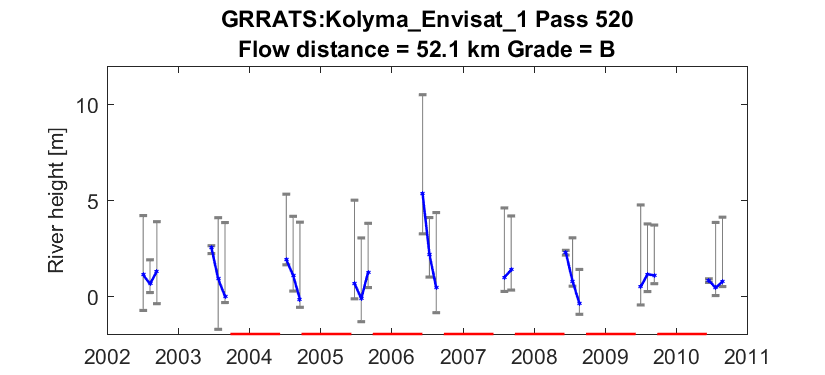 GRRATS:Kolyma_Envisat_1 Pass 520
Flow distance = 52.1 km Grade = B
River height [m]
10
5
0
2002 2003 2004 2005 2006 2007 2008 2009 2010 2011